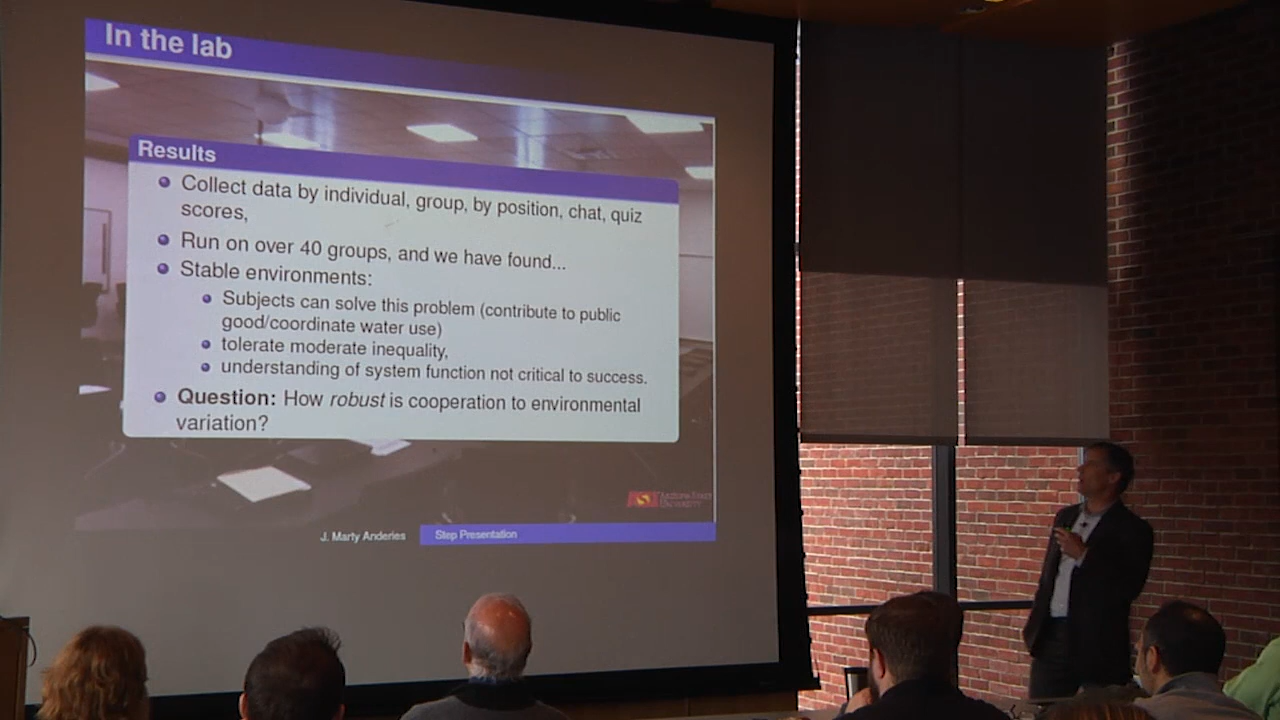 In the lab
Results
Collect data by individual, group, by position, chat, quiz
scores,
Run on over 40 groups, and we have found...
Stable environments:
Subjects can solve this problem (contribute to public
good/coordinate water use)
tolerate moderate inequality,
understanding of system function not critical to success.
Question: How robust is cooperation to environmental
variation?
ARIZONA STATE
UNIVERSITY
J. Marty Anderies
Step Presentation